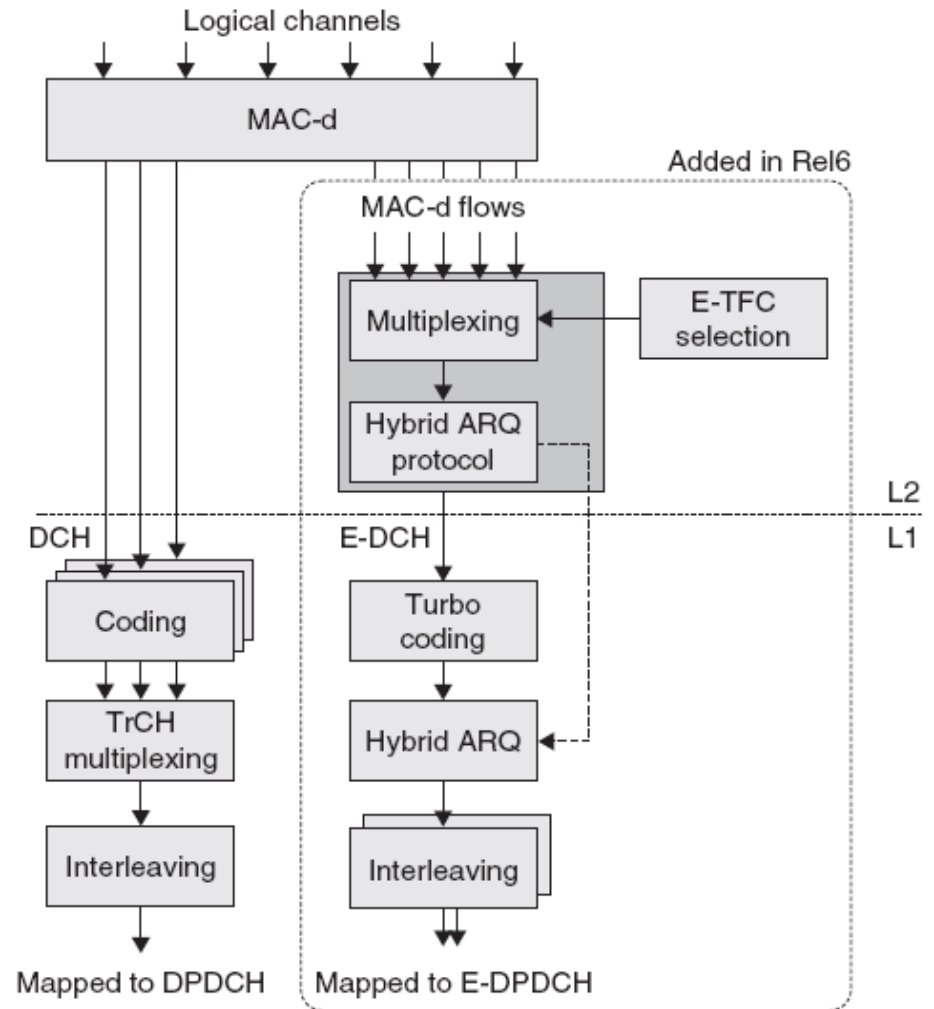 Logical channels
MAC-d
Added in Rel6
MAC-d flows
Multiplexing
E-TFC
selection
Hybrid ARQ
protocol
L2
DCH
E-DCH
L1
Coding
Turbo
coding
TrCH
multiplexing
Hybrid ARQ
Interleaving
Interleaving
Mapped to DPDCH
Mapped to E-DPDCH